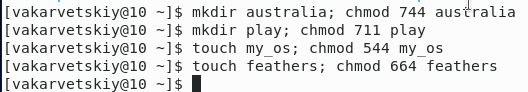 [vakarvetskiy@10 ~]$ mkdir australia; chmod 744 australia
[vakarvetskiy@10 ~]$ mkdir play; chmod 711 play
[vakarvetskiy@10 ~]$ touch my_os; chmod 544 my_os
[vakarvetskiy@10 ~]$ touch feathers; chmod 664 feathers
[vakarvetskiy@10 ~]$